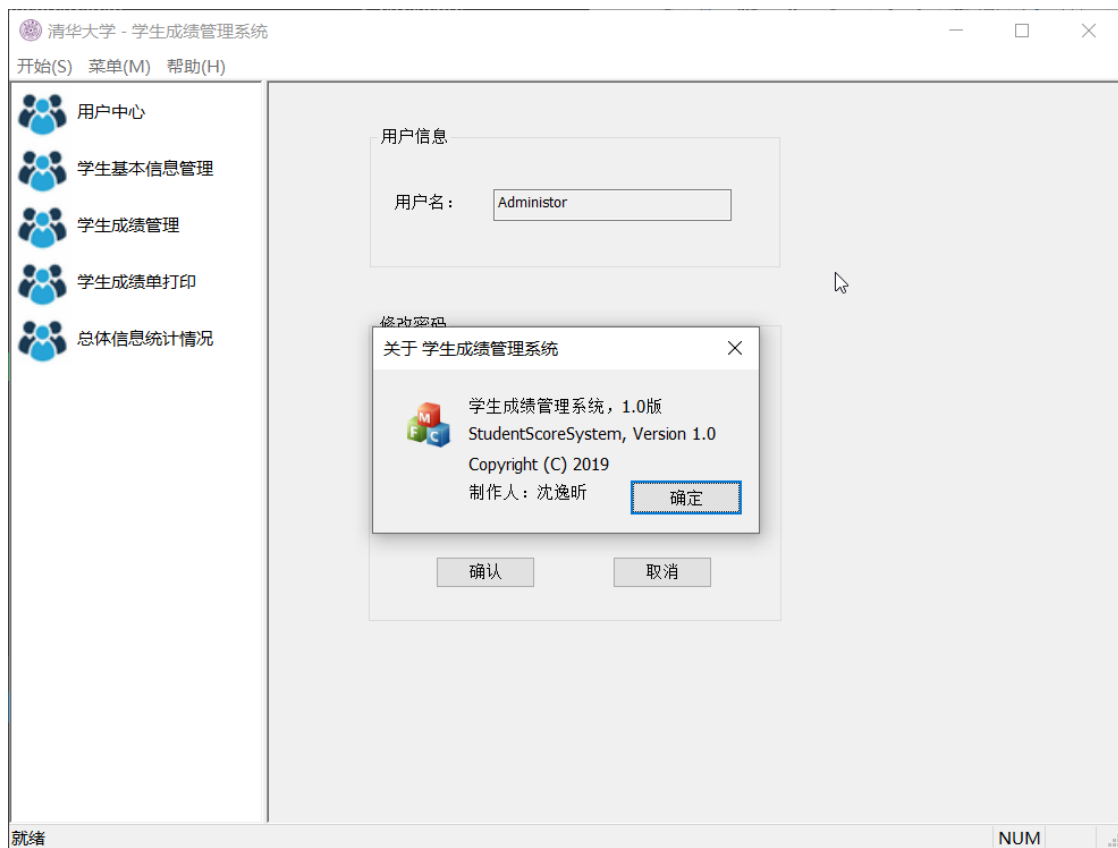 清华大学 - 学生成绩管理系统
开始(S) 菜单(M) 帮助(H)
用户中心
学生基本信息管理
学生成绩管理
学生成绩单打印
总体信息统计情况
用户信息
用户名： Administor
修改密码
关于 学生成绩管理系统
M
F C
学生成绩管理系统，1.0版
StudentScoreSystem, Version 1.0
Copyright (C) 2019
制作人：沈逸昕
确定
确认 取消
就绪 NUM